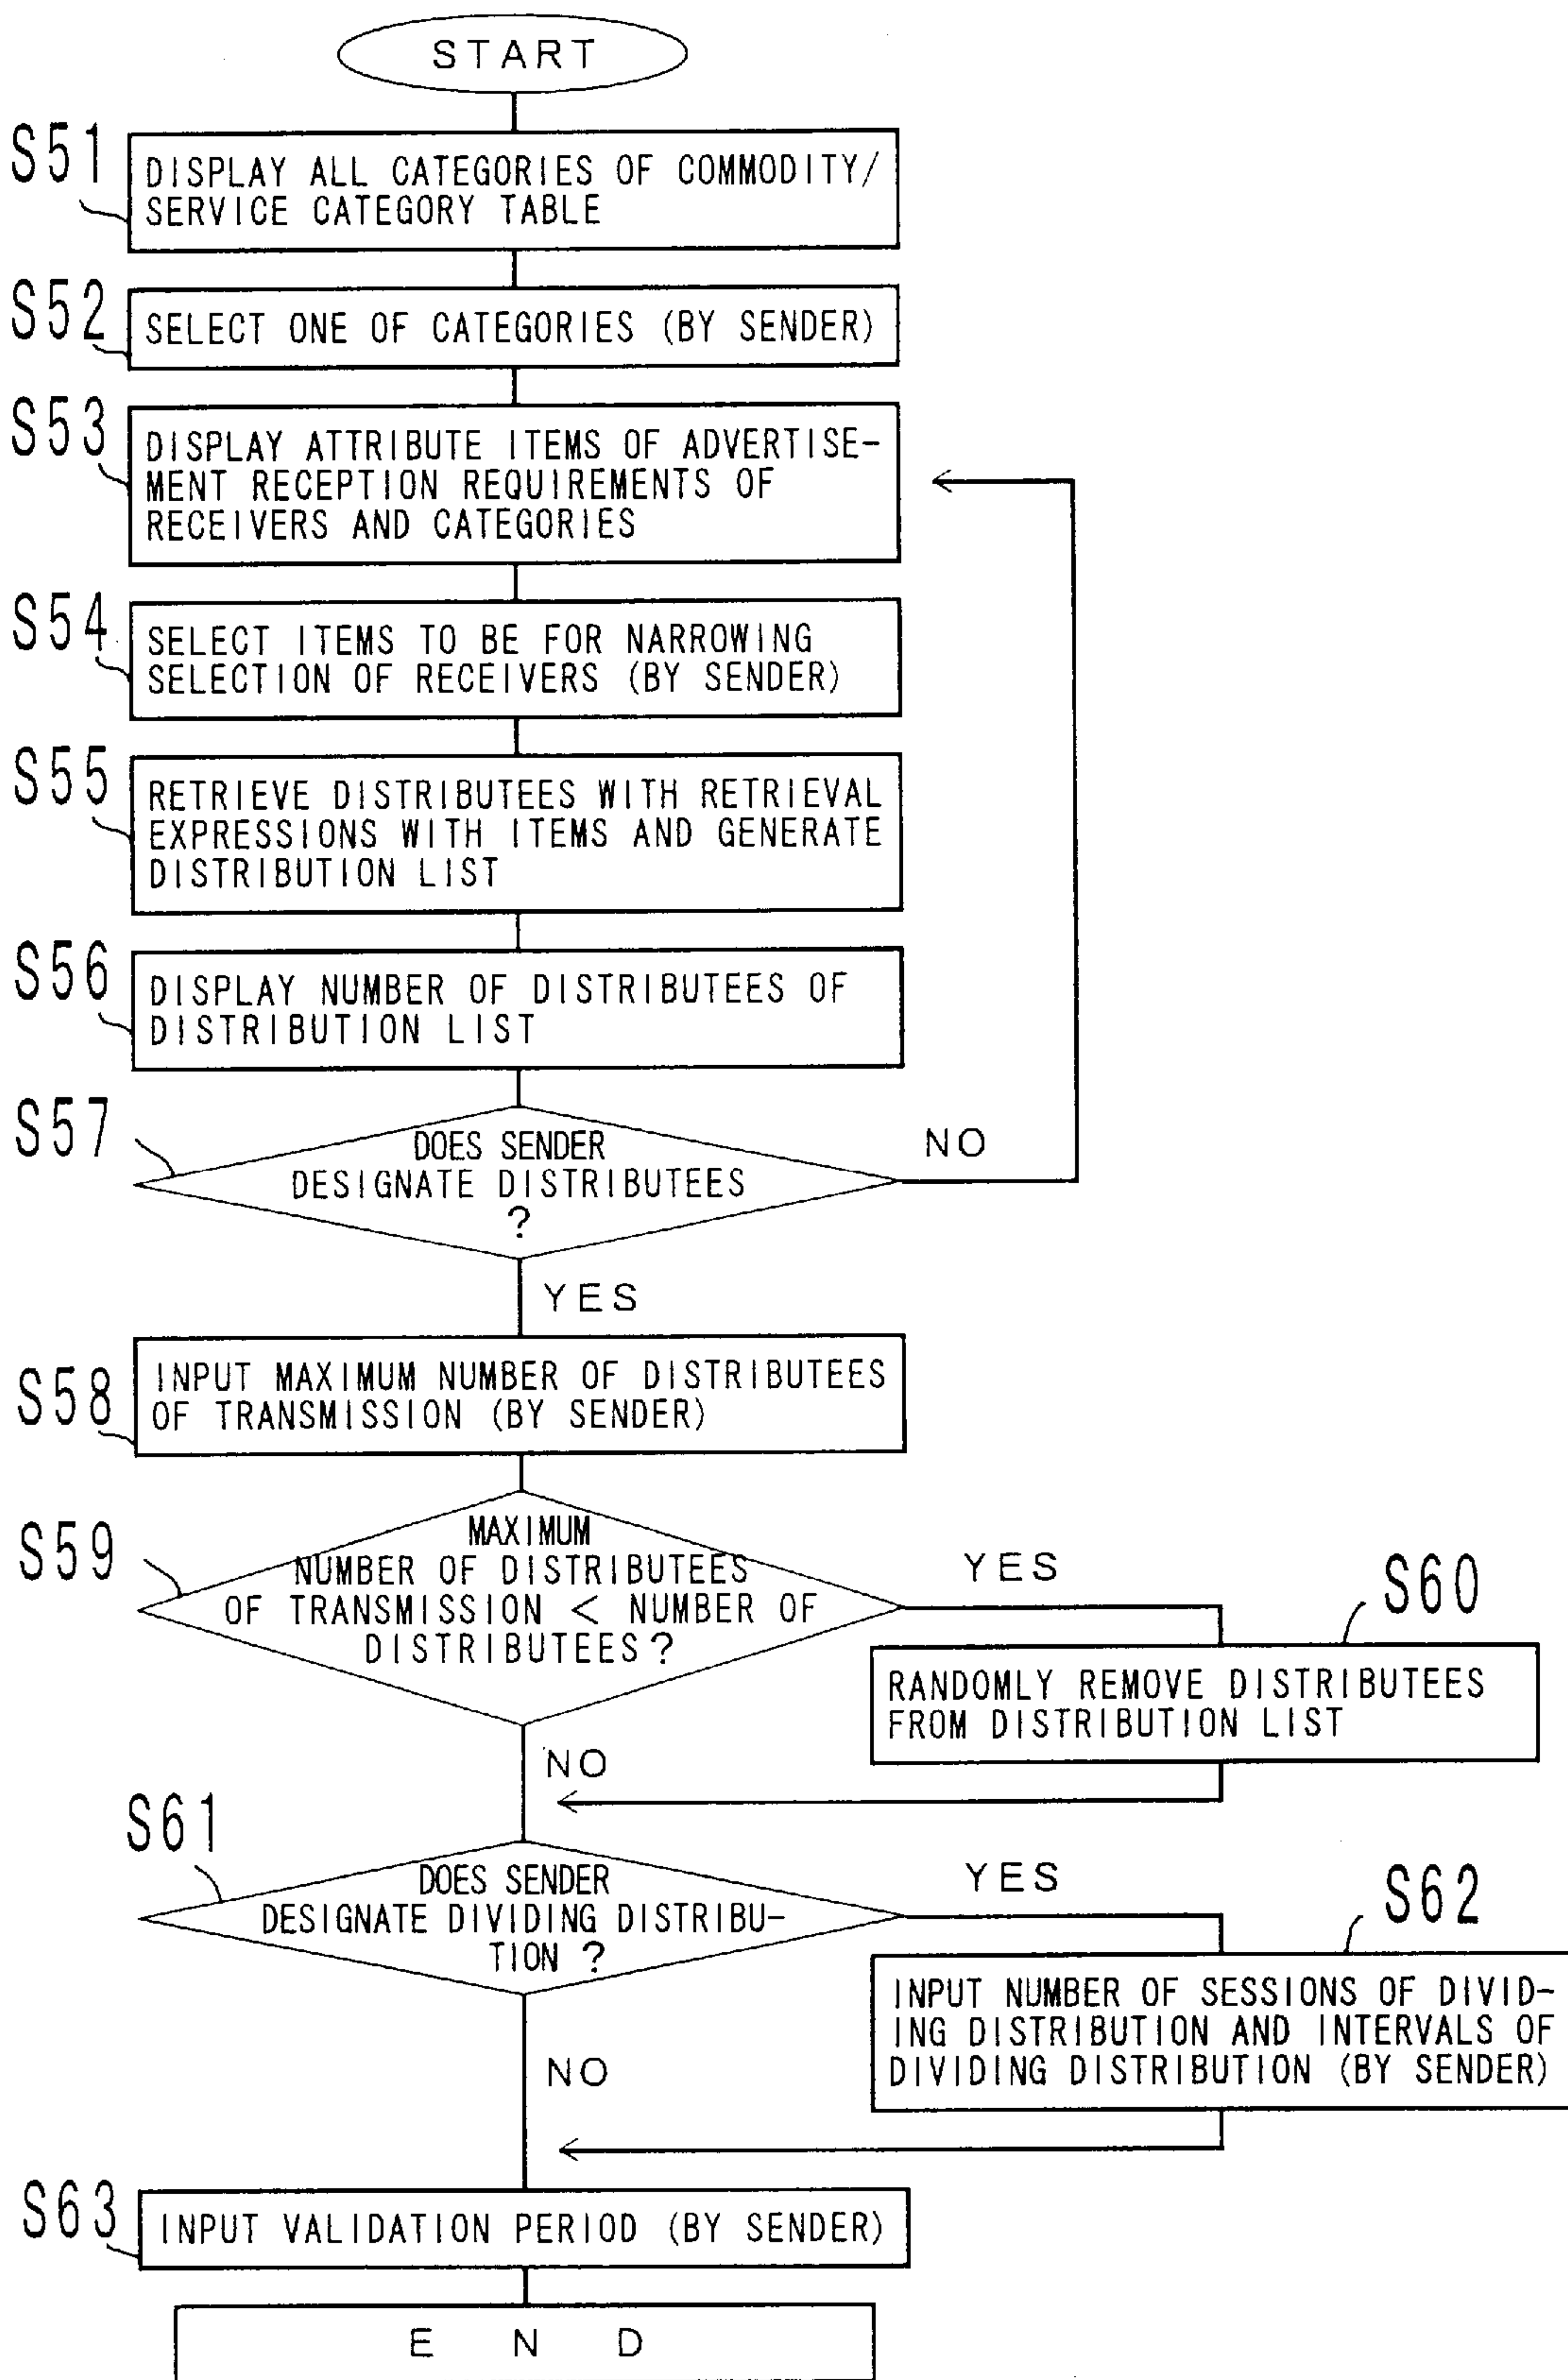 START
S51
DISPLAY ALL CATEGORIES OF COMMODITY/
SERVICE CATEGORY TABLE
S52
SELECT ONE OF CATEGORIES (BY SENDER)
S53
DISPLAY ATTRIBUTE ITEMS OF ADVERTISE-
MENT RECEPTION REQUIREMENTS OF
RECEIVERS AND CATEGORIES
S54
SELECT ITEMS TO BE FOR NARROWING
SELECTION OF RECEIVERS (BY SENDER)
S55
RETRIEVE DISTRIBUTEES WITH RETRIEVAL
EXPRESSIONS WITH ITEMS AND GENERATE
DISTRIBUTION LIST
S56
DISPLAY NUMBER OF DISTRIBUTEES OF
DISTRIBUTION LIST
S57
DOES SENDER
DESIGNATE DISTRIBUTEES
?
NO
YES
S58
INPUT MAXIMUM NUMBER OF DISTRIBUTEES
OF TRANSMISSION (BY SENDER)
S59
MAXIMUM
NUMBER OF DISTRIBUTEES
OF TRANSMISSION < NUMBER OF
DISTRIBUTEES?
YES
S60
RANDOMLY REMOVE DISTRIBUTEES
FROM DISTRIBUTION LIST
NO
S61
DOES SENDER
DESIGNATE DIVIDING DISTRIBU-
TION ?
YES
S62
INPUT NUMBER OF SESSIONS OF DIVID-
ING DISTRIBUTION AND INTERVALS OF
DIVIDING DISTRIBUTION (BY SENDER)
NO
S63
INPUT VALIDATION PERIOD (BY SENDER)
END